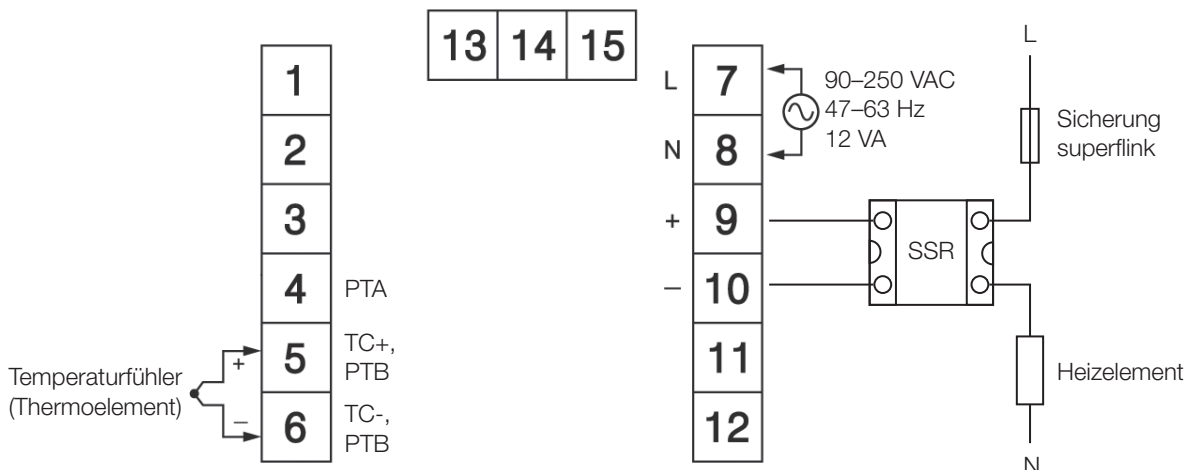 13 14 15
1
2
3
4 PTA
5 TC+,
PTB
6 TC-,
PTB
+
−
Temperaturfühler
(Thermoelement)
L 7
N 8
+ 9
− 10
11
12
90–250 VAC
47–63 Hz
12 VA
SSR
L
Sicherung
superflink
Heizelement
N